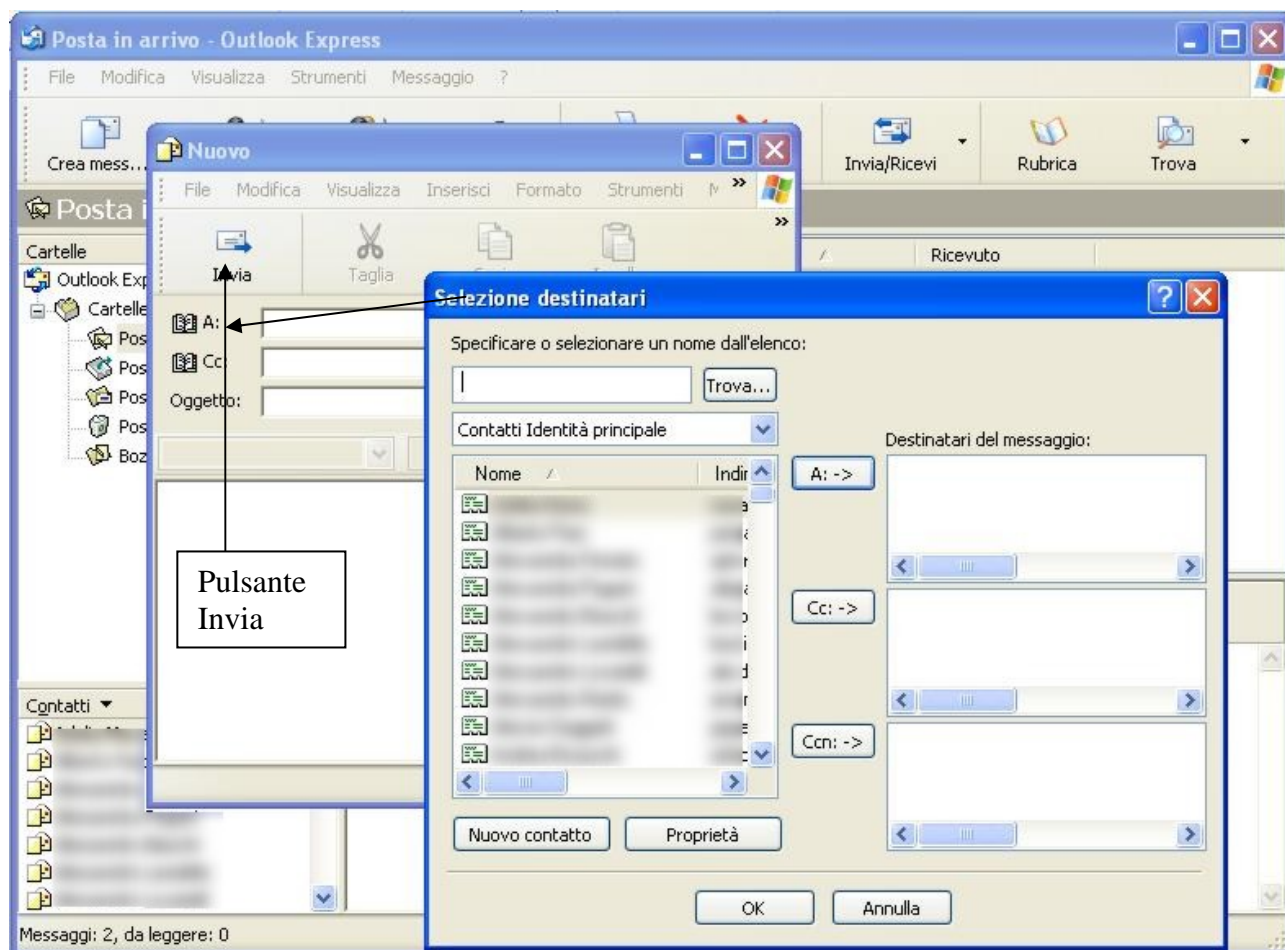 Posta in arrivo - Outlook Express
File Modifica Visualizza Strumenti Messaggio ?
Crea mess... Invia/Ricevi Rubrica Trova
Nuovo
File Modifica Visualizza Inserisci Formato Strumenti
Posta i
Invia Taglia
Cartelle Ricevuto
Outlook Exp
Cartelle
Pos
Pos
Pos
Pos
Boz
A:
Cc:
Oggetto:
Selezione destinatari
Specificare o selezionare un nome dall'elenco:
Trova...
Contatti Identità principale
Destinatari del messaggio:
Nome Indir
A: ->
Cc: ->
Ccn: ->
Pulsante
Invia
Contatti
Nuovo contatto Proprietà
OK Annulla
Messaggi: 2, da leggere: 0